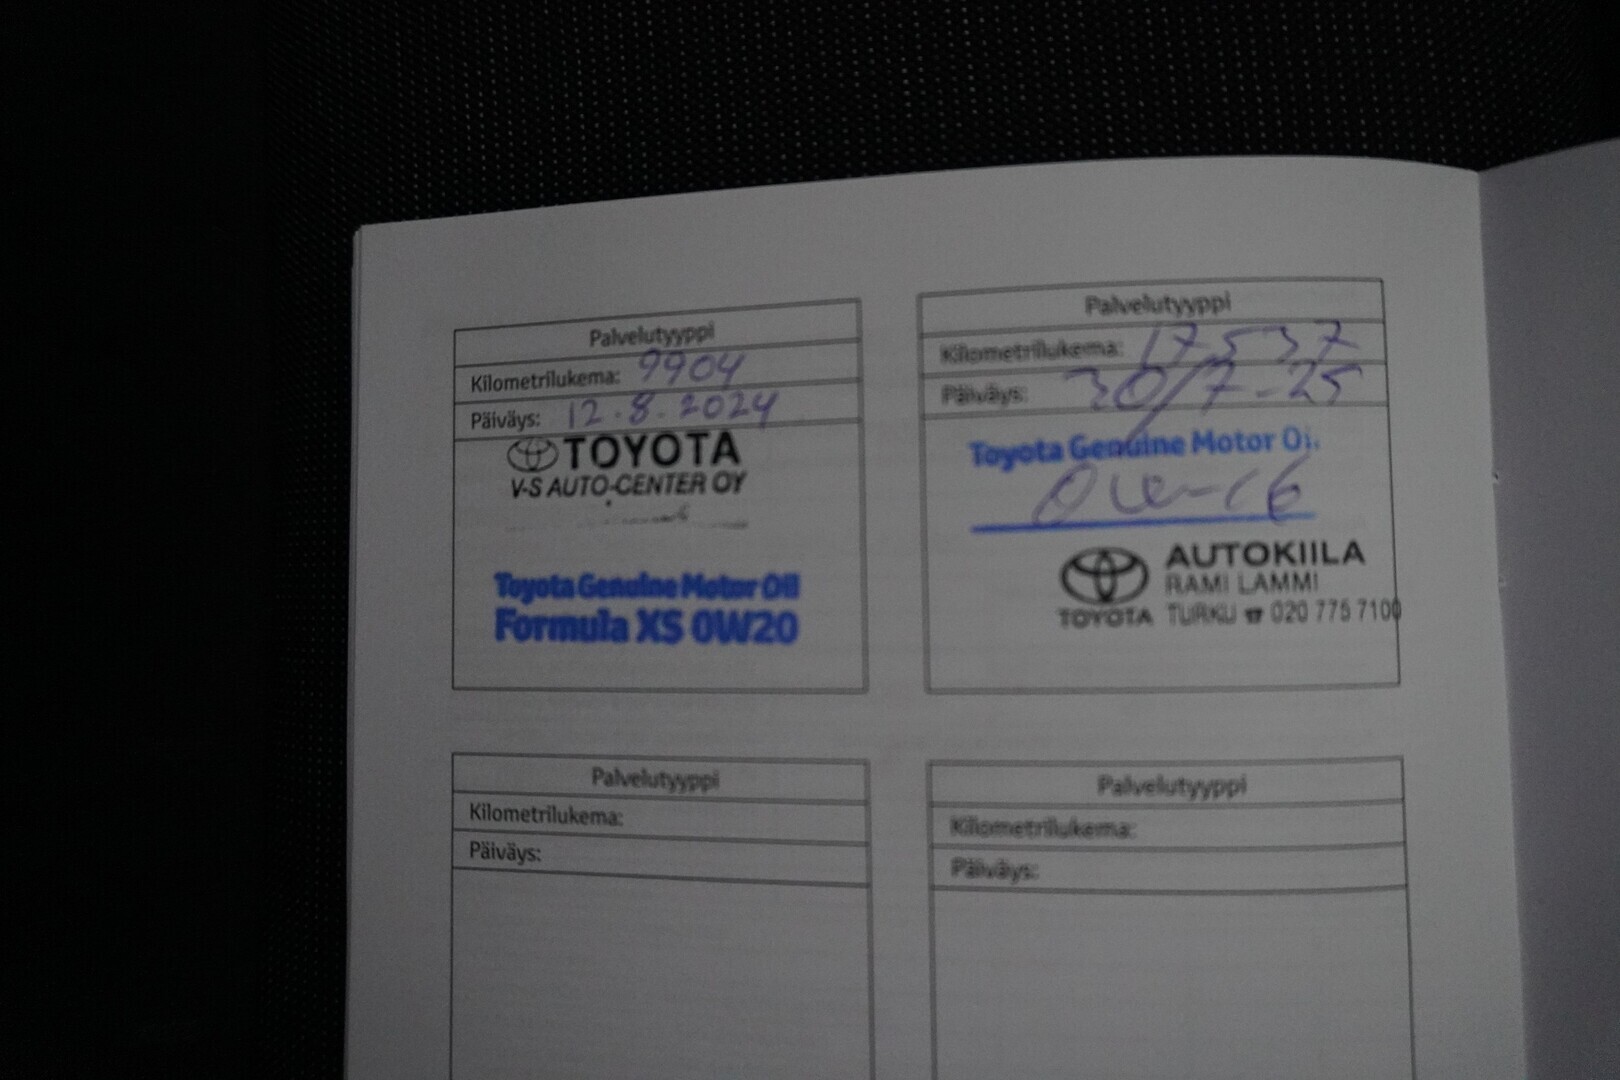 Palvelutyyppi
Kilometrilukema: 9904
Päiväys: 12.8.2024
TOYOTA
V-S AUTO-CENTER OY
Toyota Genuine Motor Oil
Formula XS 0W20
Palvelutyyppi
Kilometrilukema: 17537
Päiväys: 30/7-25
Toyota Genuine Motor Oi.
0W-16
AUTOKIILA
RAMI LAMMI
TOYOTA TURKU ☎ 020 775 7100
Palvelutyyppi
Kilometrilukema:
Päiväys:
Palvelutyyppi
Kilometrilukema:
Päiväys: